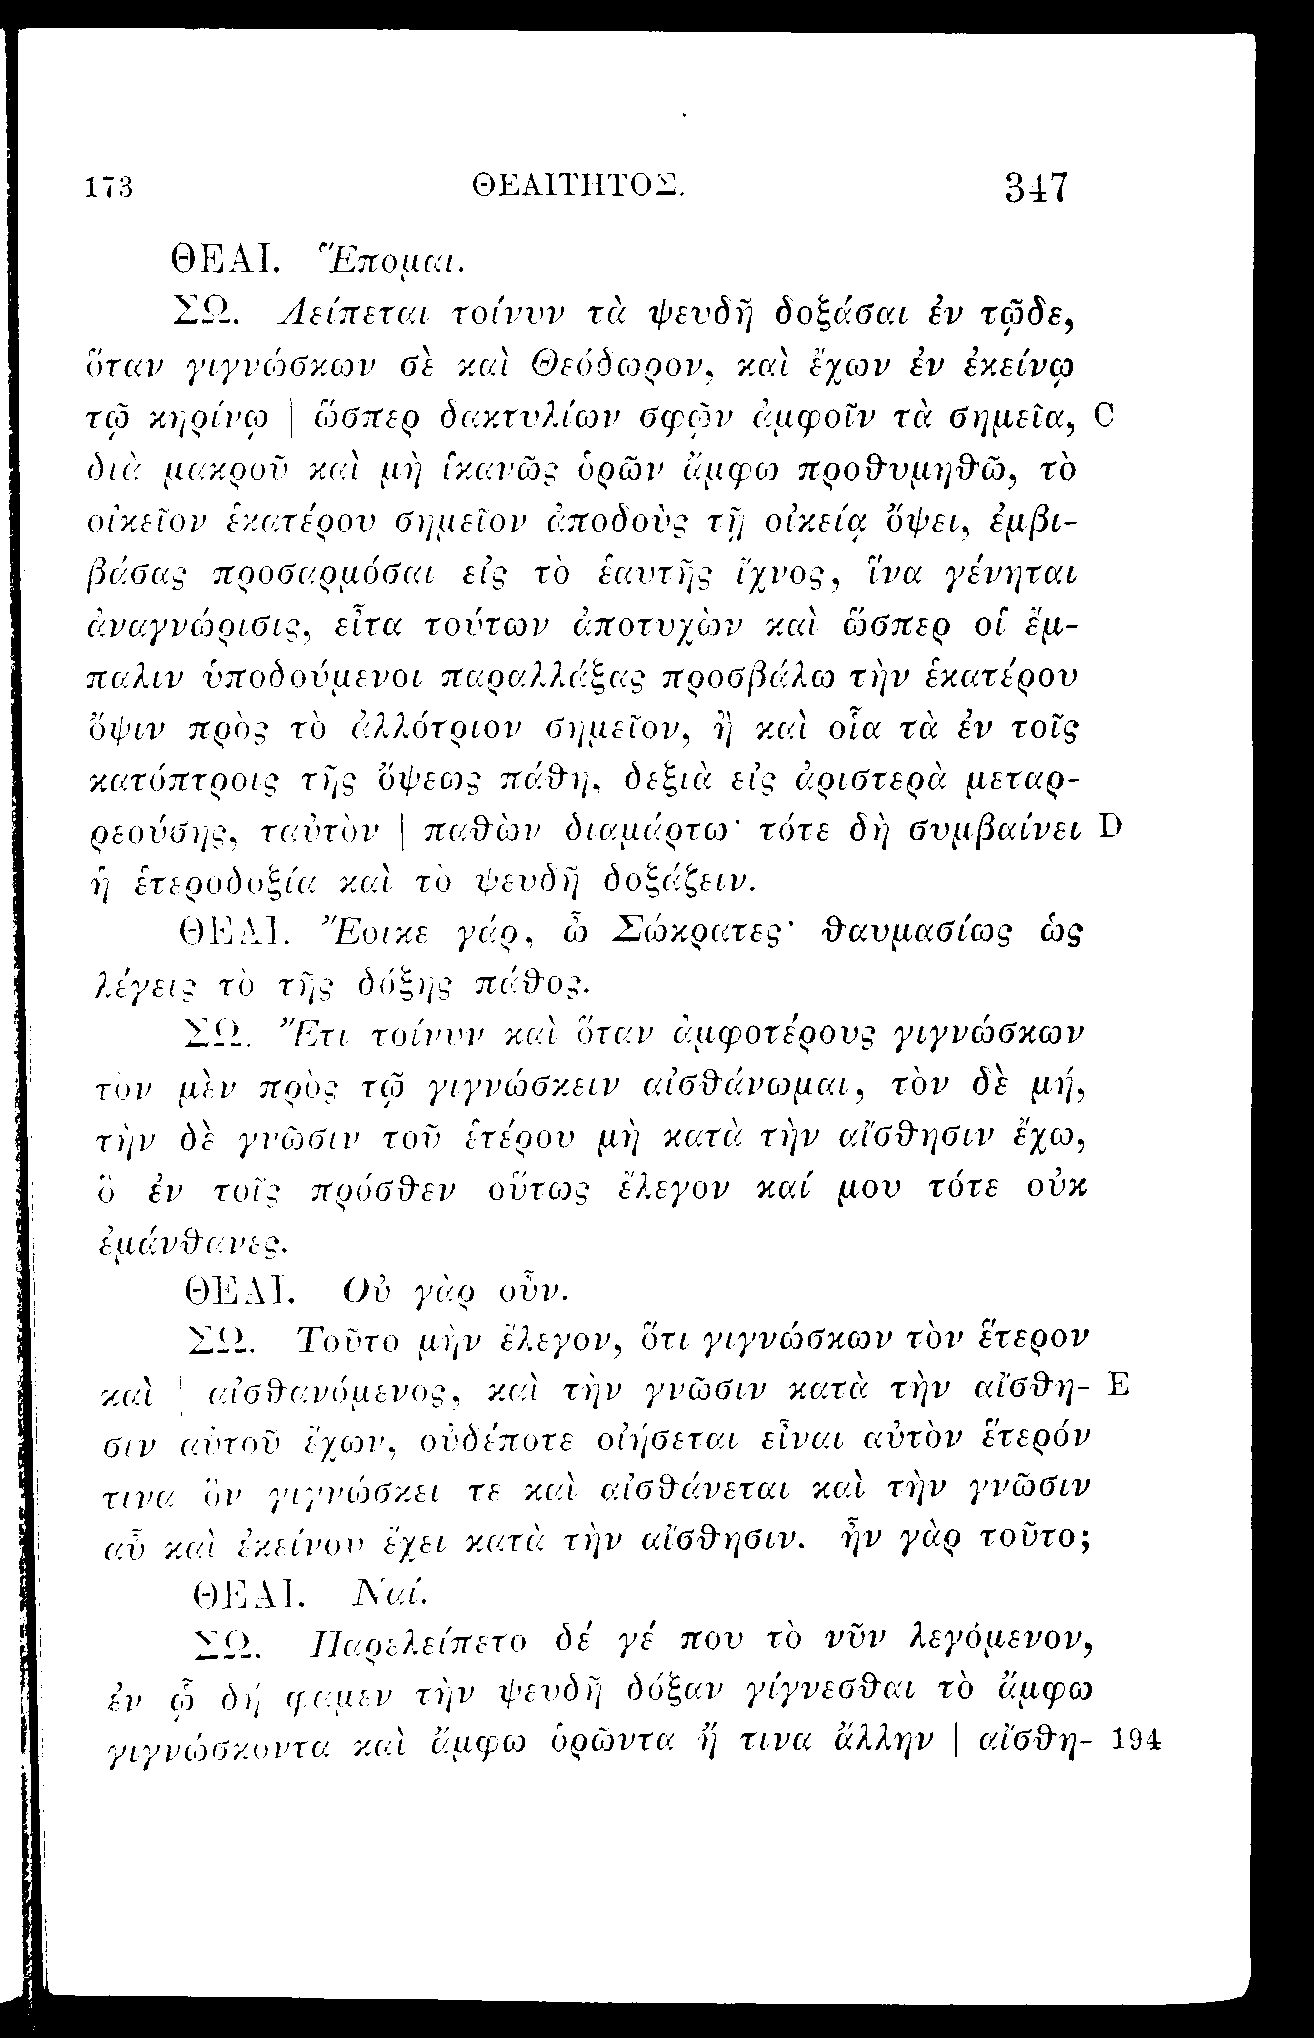 173 ΘΕΑΙΤΗΤΟΣ. 347
ΘΕΑΙ. Ἕπομαι.
ΣΩ. Λείπεται τοίνυν τὰ ψευδῆ δοξάσαι ἐν τῷδε,
ὅταν γιγνώσκων σὲ καὶ Θεόδωρον, καὶ ἔχων ἐν ἐκείνῳ
τῷ κηρίνῳ | ὥσπερ δακτυλίων σφῷν ἀμφοῖν τὰ σημεῖα, C
διὰ μακροῦ καὶ μὴ ἱκανῶς ὁρῶν ἄμφω προθυμηθῶ, τὸ
οἰκεῖον ἑκατέρου σημεῖον ἀποδοὺς τῇ οἰκείᾳ ὄψει, ἐμβι-
βάσας προσαρμόσαι εἰς τὸ ἑαυτῆς ἴχνος, ἵνα γένηται
ἀναγνώρισις, εἶτα τούτων ἀποτυχὼν καὶ ὥσπερ οἱ ἔμ-
παλιν ὑποδούμενοι παραλλάξας προσβάλω τὴν ἑκατέρου
ὄψιν πρὸς τὸ ἀλλότριον σημεῖον, ἢ καὶ οἷα τὰ ἐν τοῖς
κατόπτροις τῆς ὄψεως πάθη, δεξιὰ εἰς ἀριστερὰ μεταρ-
ρεούσης, ταὐτὸν | παθὼν διαμάρτω· τότε δὴ συμβαίνει D
ἡ ἑτεροδοξία καὶ τὸ ψευδῆ δοξάζειν.
ΘΕΑΙ. Ἔοικε γάρ, ὦ Σώκρατες· θαυμασίως ὡς
λέγεις τὸ τῆς δόξης πάθος.
ΣΩ. Ἔτι τοίνυν καὶ ὅταν ἀμφοτέρους γιγνώσκων
τὸν μὲν πρὸς τῷ γιγνώσκειν αἰσθάνωμαι, τὸν δὲ μή,
τὴν δὲ γνῶσιν τοῦ ἑτέρου μὴ κατὰ τὴν αἴσθησιν ἔχω,
ὃ ἐν τοῖς πρόσθεν οὕτως ἔλεγον καί μου τότε οὐκ
ἐμάνθανες.
ΘΕΑΙ. Οὐ γὰρ οὖν.
ΣΩ. Τοῦτο μὴν ἔλεγον, ὅτι γιγνώσκων τὸν ἕτερον
καὶ | αἰσθανόμενος, καὶ τὴν γνῶσιν κατὰ τὴν αἴσθη- E
σιν αὐτοῦ ἔχων, οὐδέποτε οἰήσεται εἶναι αὐτὸν ἕτερόν
τινα ὃν γιγνώσκει τε καὶ αἰσθάνεται καὶ τὴν γνῶσιν
αὖ καὶ ἐκείνου ἔχει κατὰ τὴν αἴσθησιν. ἦν γὰρ τοῦτο;
ΘΕΑΙ. Ναί.
ΣΩ. Παρελείπετο δέ γέ που τὸ νῦν λεγόμενον,
ἐν ᾧ δή φαμεν τὴν ψευδῆ δόξαν γίγνεσθαι τὸ ἄμφω
γιγνώσκοντα καὶ ἄμφω ὁρῶντα ἤ τινα ἄλλην | αἴσθη- 194